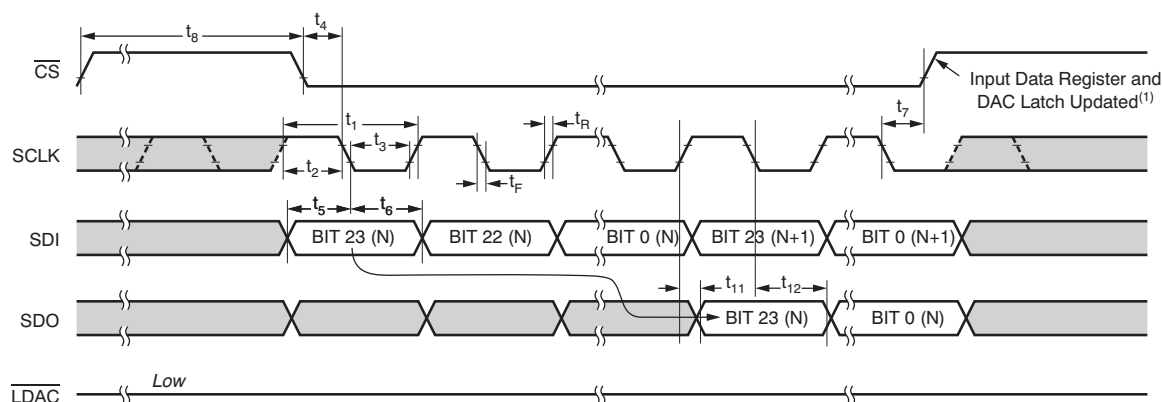 t8
t4
CS
Input Data Register and
DAC Latch Updated(1)
t7
t1
tR
SCLK
t3
t2
tF
t5
t6
SDI
BIT 23 (N)
BIT 22 (N)
BIT 0 (N)
BIT 23 (N+1)
BIT 0 (N+1)
t11
t12
SDO
BIT 23 (N)
BIT 0 (N)
Low
LDAC